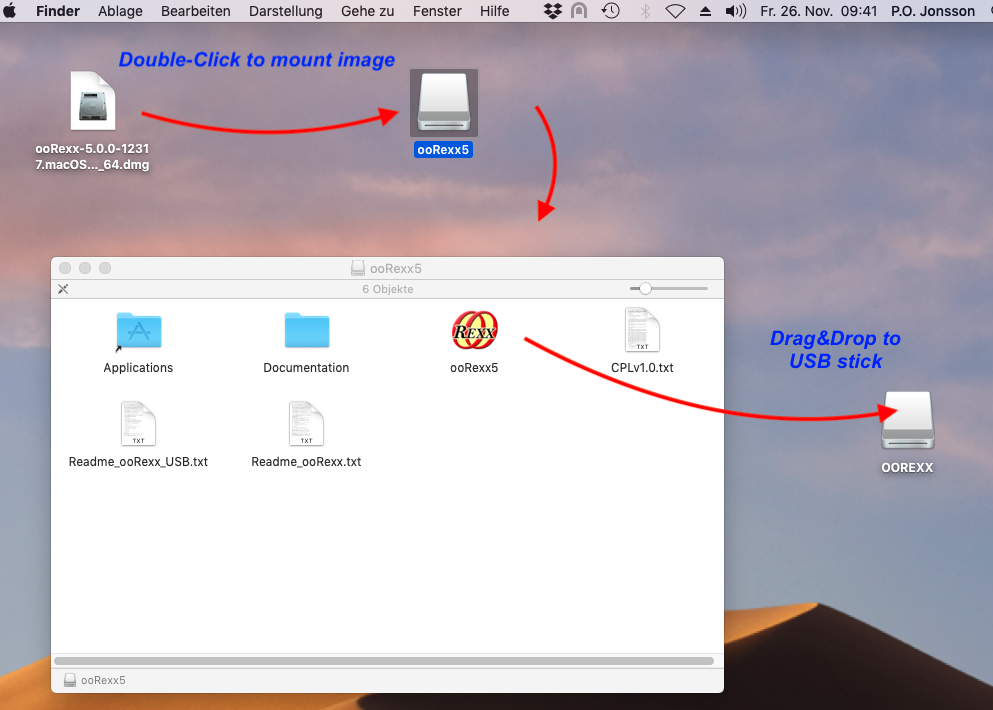 Finder Ablage Bearbeiten Darstellung Gehe zu Fenster Hilfe Fr. 26. Nov. 09:41 P.O. Jonsson
Double-Click to mount image
ooRexx-5.0.0-1231
7.macOS..._64.dmg
ooRexx5
ooRexx5
6 Objekte
Applications
Documentation
REXX
ooRexx5
TXT
CPLv1.0.txt
Drag&Drop to
USB stick
OOREXX
TXT
Readme_ooRexx_USB.txt
TXT
Readme_ooRexx.txt
ooRexx5